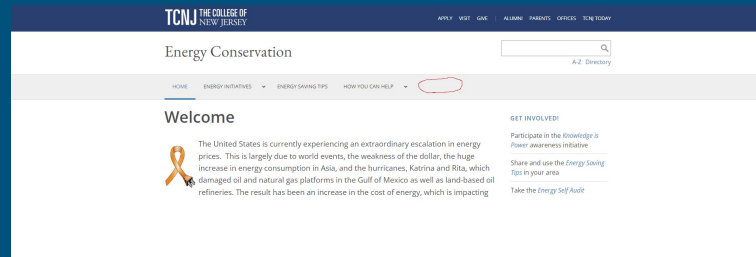 TCNJ THE COLLEGE OF NEW JERSEY
APPLY VISIT GIVE | ALUMNI PARENTS OFFICES TCNJ TODAY
Energy Conservation
A-Z Directory
HOME ENERGY INITIATIVES ENERGY SAVING TIPS HOW YOU CAN HELP
Welcome
The United States is currently experiencing an extraordinary escalation in energy
prices. This is largely due to world events, the weakness of the dollar, the huge
increase in energy consumption in Asia, and the hurricanes, Katrina and Rita, which
damaged oil and natural gas platforms in the Gulf of Mexico as well as land-based oil
refineries. The result has been an increase in the cost of energy, which is impacting
GET INVOLVED!
Participate in the Knowledge is
Power awareness initiative
Share and use the Energy Saving
Tips in your area
Take the Energy Self Audit